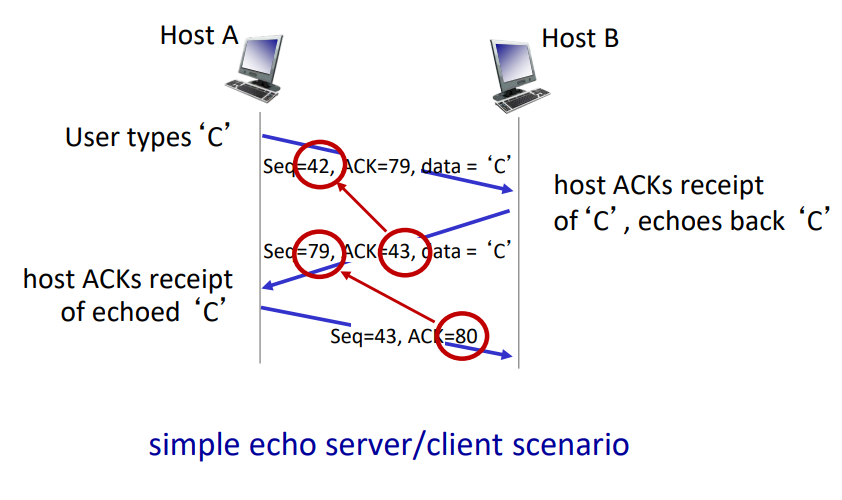 Host A
Host B
User types ‘C’
Seq=42, ACK=79, data = ‘C’
host ACKs receipt
of ‘C’, echoes back ‘C’
Seq=79, ACK=43, data = ‘C’
host ACKs receipt
of echoed ‘C’
Seq=43, ACK=80
simple echo server/client scenario